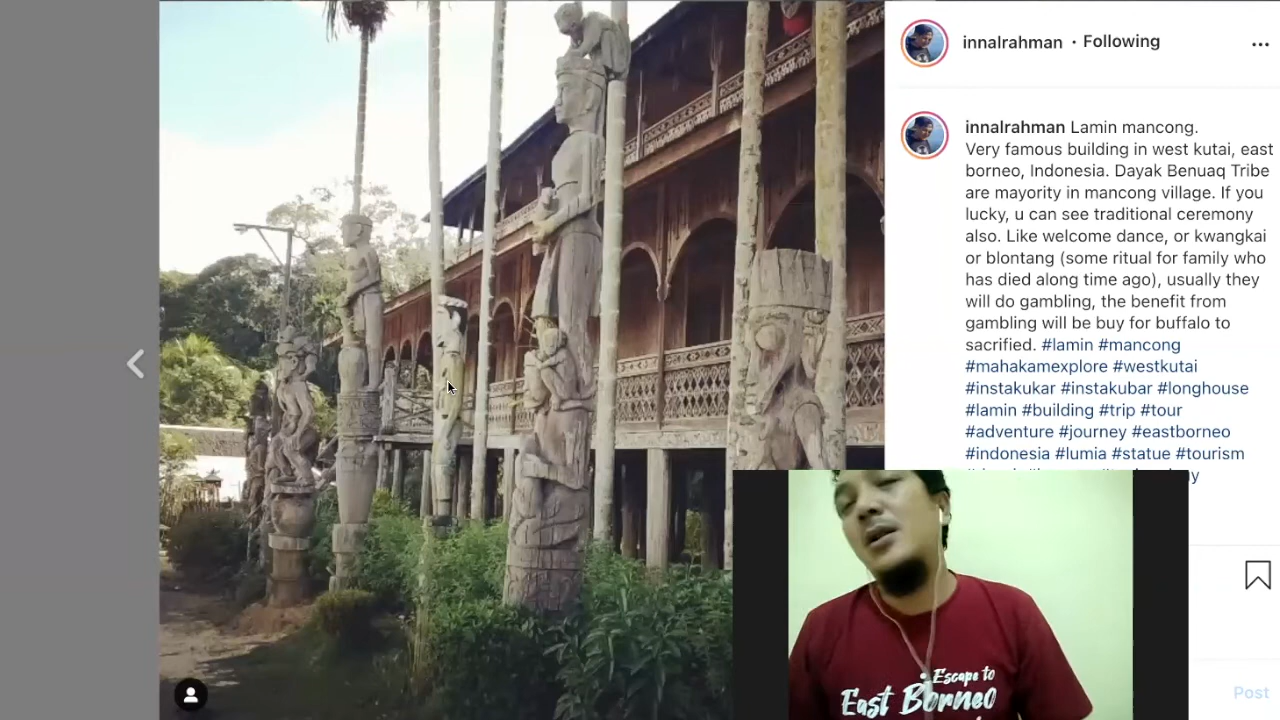 innalrahman · Following
innalrahman Lamin mancong.
Very famous building in west kutai, east
borneo, Indonesia. Dayak Benuaq Tribe
are mayority in mancong village. If you
lucky, u can see traditional ceremony
also. Like welcome dance, or kwangkai
or blontang (some ritual for family who
has died along time ago), usually they
will do gambling, the benefit from
gambling will be buy for buffalo to
sacrified. #lamin #mancong
#mahakamexplore #westkutai
#instakukar #instakubar #longhouse
#lamin #building #trip #tour
#adventure #journey #eastborneo
#indonesia #lumia #statue #tourism
Escape to
East Borneo
Post